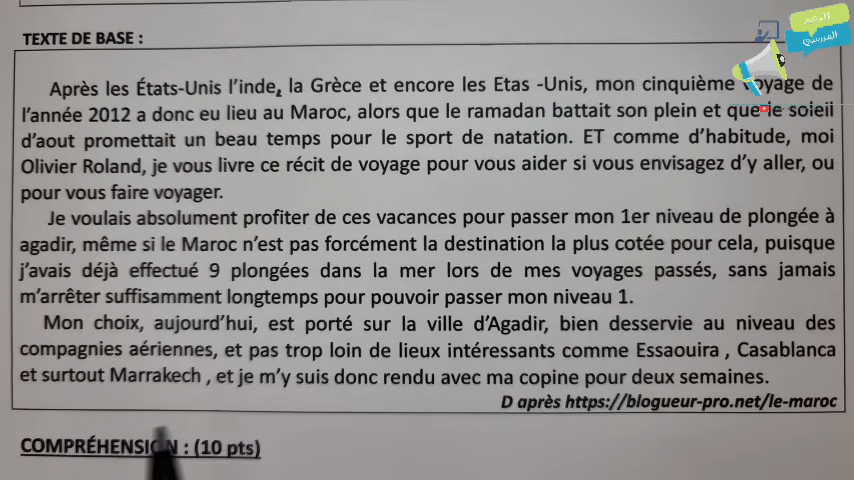 الدعم
المدرسي
TEXTE DE BASE :
Après les États-Unis l'inde, la Grèce et encore les Etas -Unis, mon cinquième voyage de
l'année 2012 a donc eu lieu au Maroc, alors que le ramadan battait son plein et que le soleil
d'aout promettait un beau temps pour le sport de natation. ET comme d'habitude, moi
Olivier Roland, je vous livre ce récit de voyage pour vous aider si vous envisagez d'y aller, ou
pour vous faire voyager.
Je voulais absolument profiter de ces vacances pour passer mon 1er niveau de plongée à
agadir, même si le Maroc n'est pas forcément la destination la plus cotée pour cela, puisque
j'avais déjà effectué 9 plongées dans la mer lors de mes voyages passés, sans jamais
m'arrêter suffisamment longtemps pour pouvoir passer mon niveau 1.
Mon choix, aujourd'hui, est porté sur la ville d'Agadir, bien desservie au niveau des
compagnies aériennes, et pas trop loin de lieux intéressants comme Essaouira , Casablanca
et surtout Marrakech , et je m'y suis donc rendu avec ma copine pour deux semaines.
D après https://blogueur-pro.net/le-maroc
COMPRÉHENSION : (10 pts)